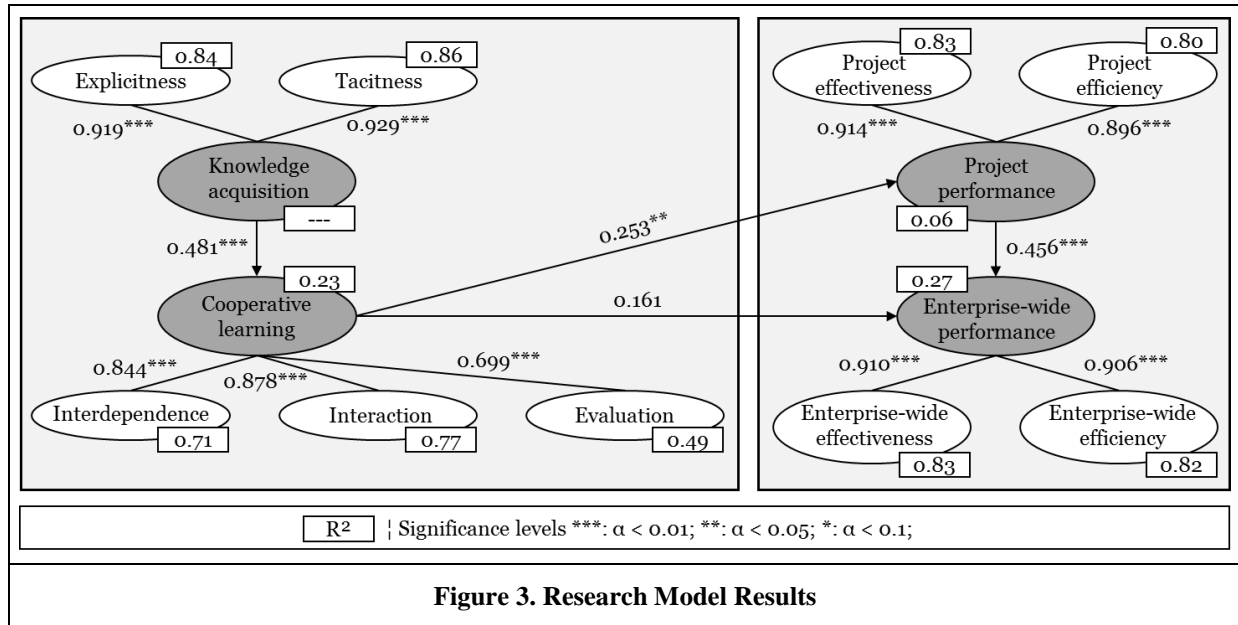 0.84
0.86
Explicitness
Tacitness
0.919***
0.929***
Knowledge
acquisition
---
0.481***
0.23
Cooperative
learning
0.844***
0.878***
0.699***
Interdependence
Interaction
Evaluation
0.71
0.77
0.49
0.253**
0.161
0.83
0.80
Project
effectiveness
Project
efficiency
0.914***
0.896***
Project
performance
0.06
0.456***
0.27
Enterprise-wide
performance
0.910***
0.906***
Enterprise-wide
effectiveness
Enterprise-wide
efficiency
0.83
0.82
R² ¦ Significance levels ***: α < 0.01; **: α < 0.05; *: α < 0.1;
Figure 3. Research Model Results